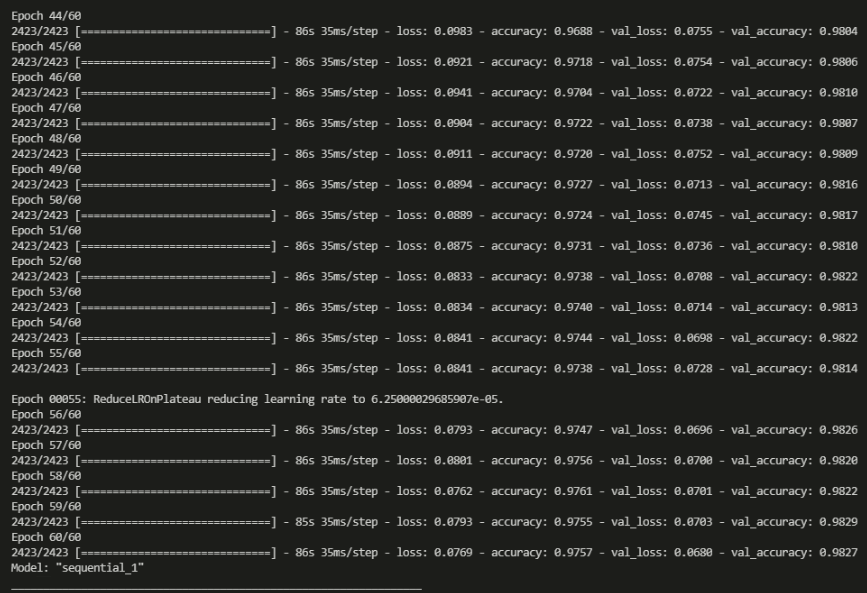 Epoch 44/60
2423/2423 [==============================] - 86s 35ms/step - loss: 0.0983 - accuracy: 0.9688 - val_loss: 0.0755 - val_accuracy: 0.9804
Epoch 45/60
2423/2423 [==============================] - 86s 35ms/step - loss: 0.0921 - accuracy: 0.9718 - val_loss: 0.0754 - val_accuracy: 0.9806
Epoch 46/60
2423/2423 [==============================] - 86s 35ms/step - loss: 0.0941 - accuracy: 0.9704 - val_loss: 0.0722 - val_accuracy: 0.9810
Epoch 47/60
2423/2423 [==============================] - 86s 35ms/step - loss: 0.0904 - accuracy: 0.9722 - val_loss: 0.0738 - val_accuracy: 0.9807
Epoch 48/60
2423/2423 [==============================] - 86s 35ms/step - loss: 0.0911 - accuracy: 0.9720 - val_loss: 0.0752 - val_accuracy: 0.9809
Epoch 49/60
2423/2423 [==============================] - 86s 35ms/step - loss: 0.0894 - accuracy: 0.9727 - val_loss: 0.0713 - val_accuracy: 0.9816
Epoch 50/60
2423/2423 [==============================] - 86s 35ms/step - loss: 0.0889 - accuracy: 0.9724 - val_loss: 0.0745 - val_accuracy: 0.9817
Epoch 51/60
2423/2423 [==============================] - 86s 35ms/step - loss: 0.0875 - accuracy: 0.9731 - val_loss: 0.0736 - val_accuracy: 0.9810
Epoch 52/60
2423/2423 [==============================] - 86s 35ms/step - loss: 0.0833 - accuracy: 0.9738 - val_loss: 0.0708 - val_accuracy: 0.9822
Epoch 53/60
2423/2423 [==============================] - 86s 35ms/step - loss: 0.0834 - accuracy: 0.9740 - val_loss: 0.0714 - val_accuracy: 0.9813
Epoch 54/60
2423/2423 [==============================] - 86s 35ms/step - loss: 0.0841 - accuracy: 0.9744 - val_loss: 0.0698 - val_accuracy: 0.9822
Epoch 55/60
2423/2423 [==============================] - 86s 35ms/step - loss: 0.0841 - accuracy: 0.9738 - val_loss: 0.0728 - val_accuracy: 0.9814
Epoch 00055: ReduceLROnPlateau reducing learning rate to 6.25000029685907e-05.
Epoch 56/60
2423/2423 [==============================] - 86s 35ms/step - loss: 0.0793 - accuracy: 0.9747 - val_loss: 0.0696 - val_accuracy: 0.9826
Epoch 57/60
2423/2423 [==============================] - 86s 35ms/step - loss: 0.0801 - accuracy: 0.9756 - val_loss: 0.0700 - val_accuracy: 0.9820
Epoch 58/60
2423/2423 [==============================] - 86s 35ms/step - loss: 0.0762 - accuracy: 0.9761 - val_loss: 0.0701 - val_accuracy: 0.9822
Epoch 59/60
2423/2423 [==============================] - 85s 35ms/step - loss: 0.0793 - accuracy: 0.9755 - val_loss: 0.0703 - val_accuracy: 0.9829
Epoch 60/60
2423/2423 [==============================] - 86s 35ms/step - loss: 0.0769 - accuracy: 0.9757 - val_loss: 0.0680 - val_accuracy: 0.9827
Model: "sequential_1"